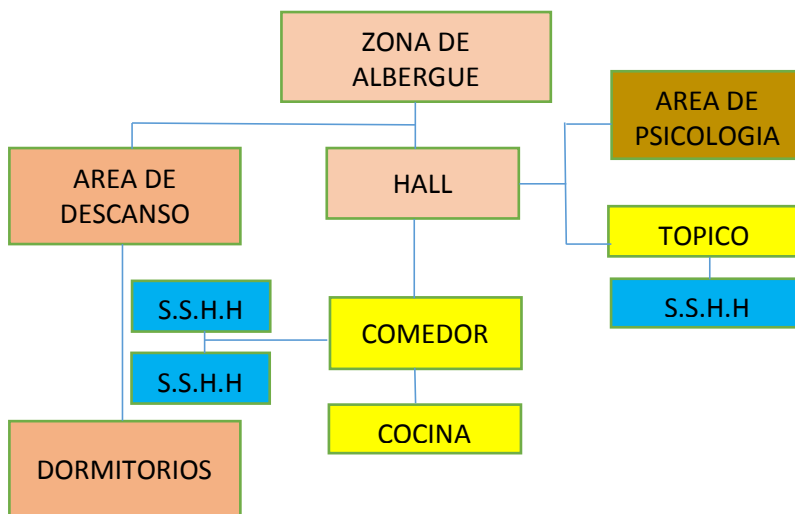 ZONA DE
ALBERGUE
AREA DE
PSICOLOGIA
AREA DE
DESCANSO
HALL
TOPICO
S.S.H.H
S.S.H.H
COMEDOR
S.S.H.H
COCINA
DORMITORIOS